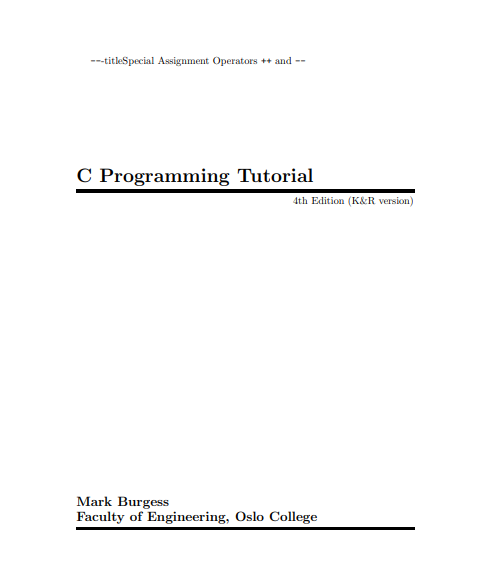 ---titleSpecial Assignment Operators ++ and --
C Programming Tutorial
4th Edition (K&R version)
Mark Burgess
Faculty of Engineering, Oslo College